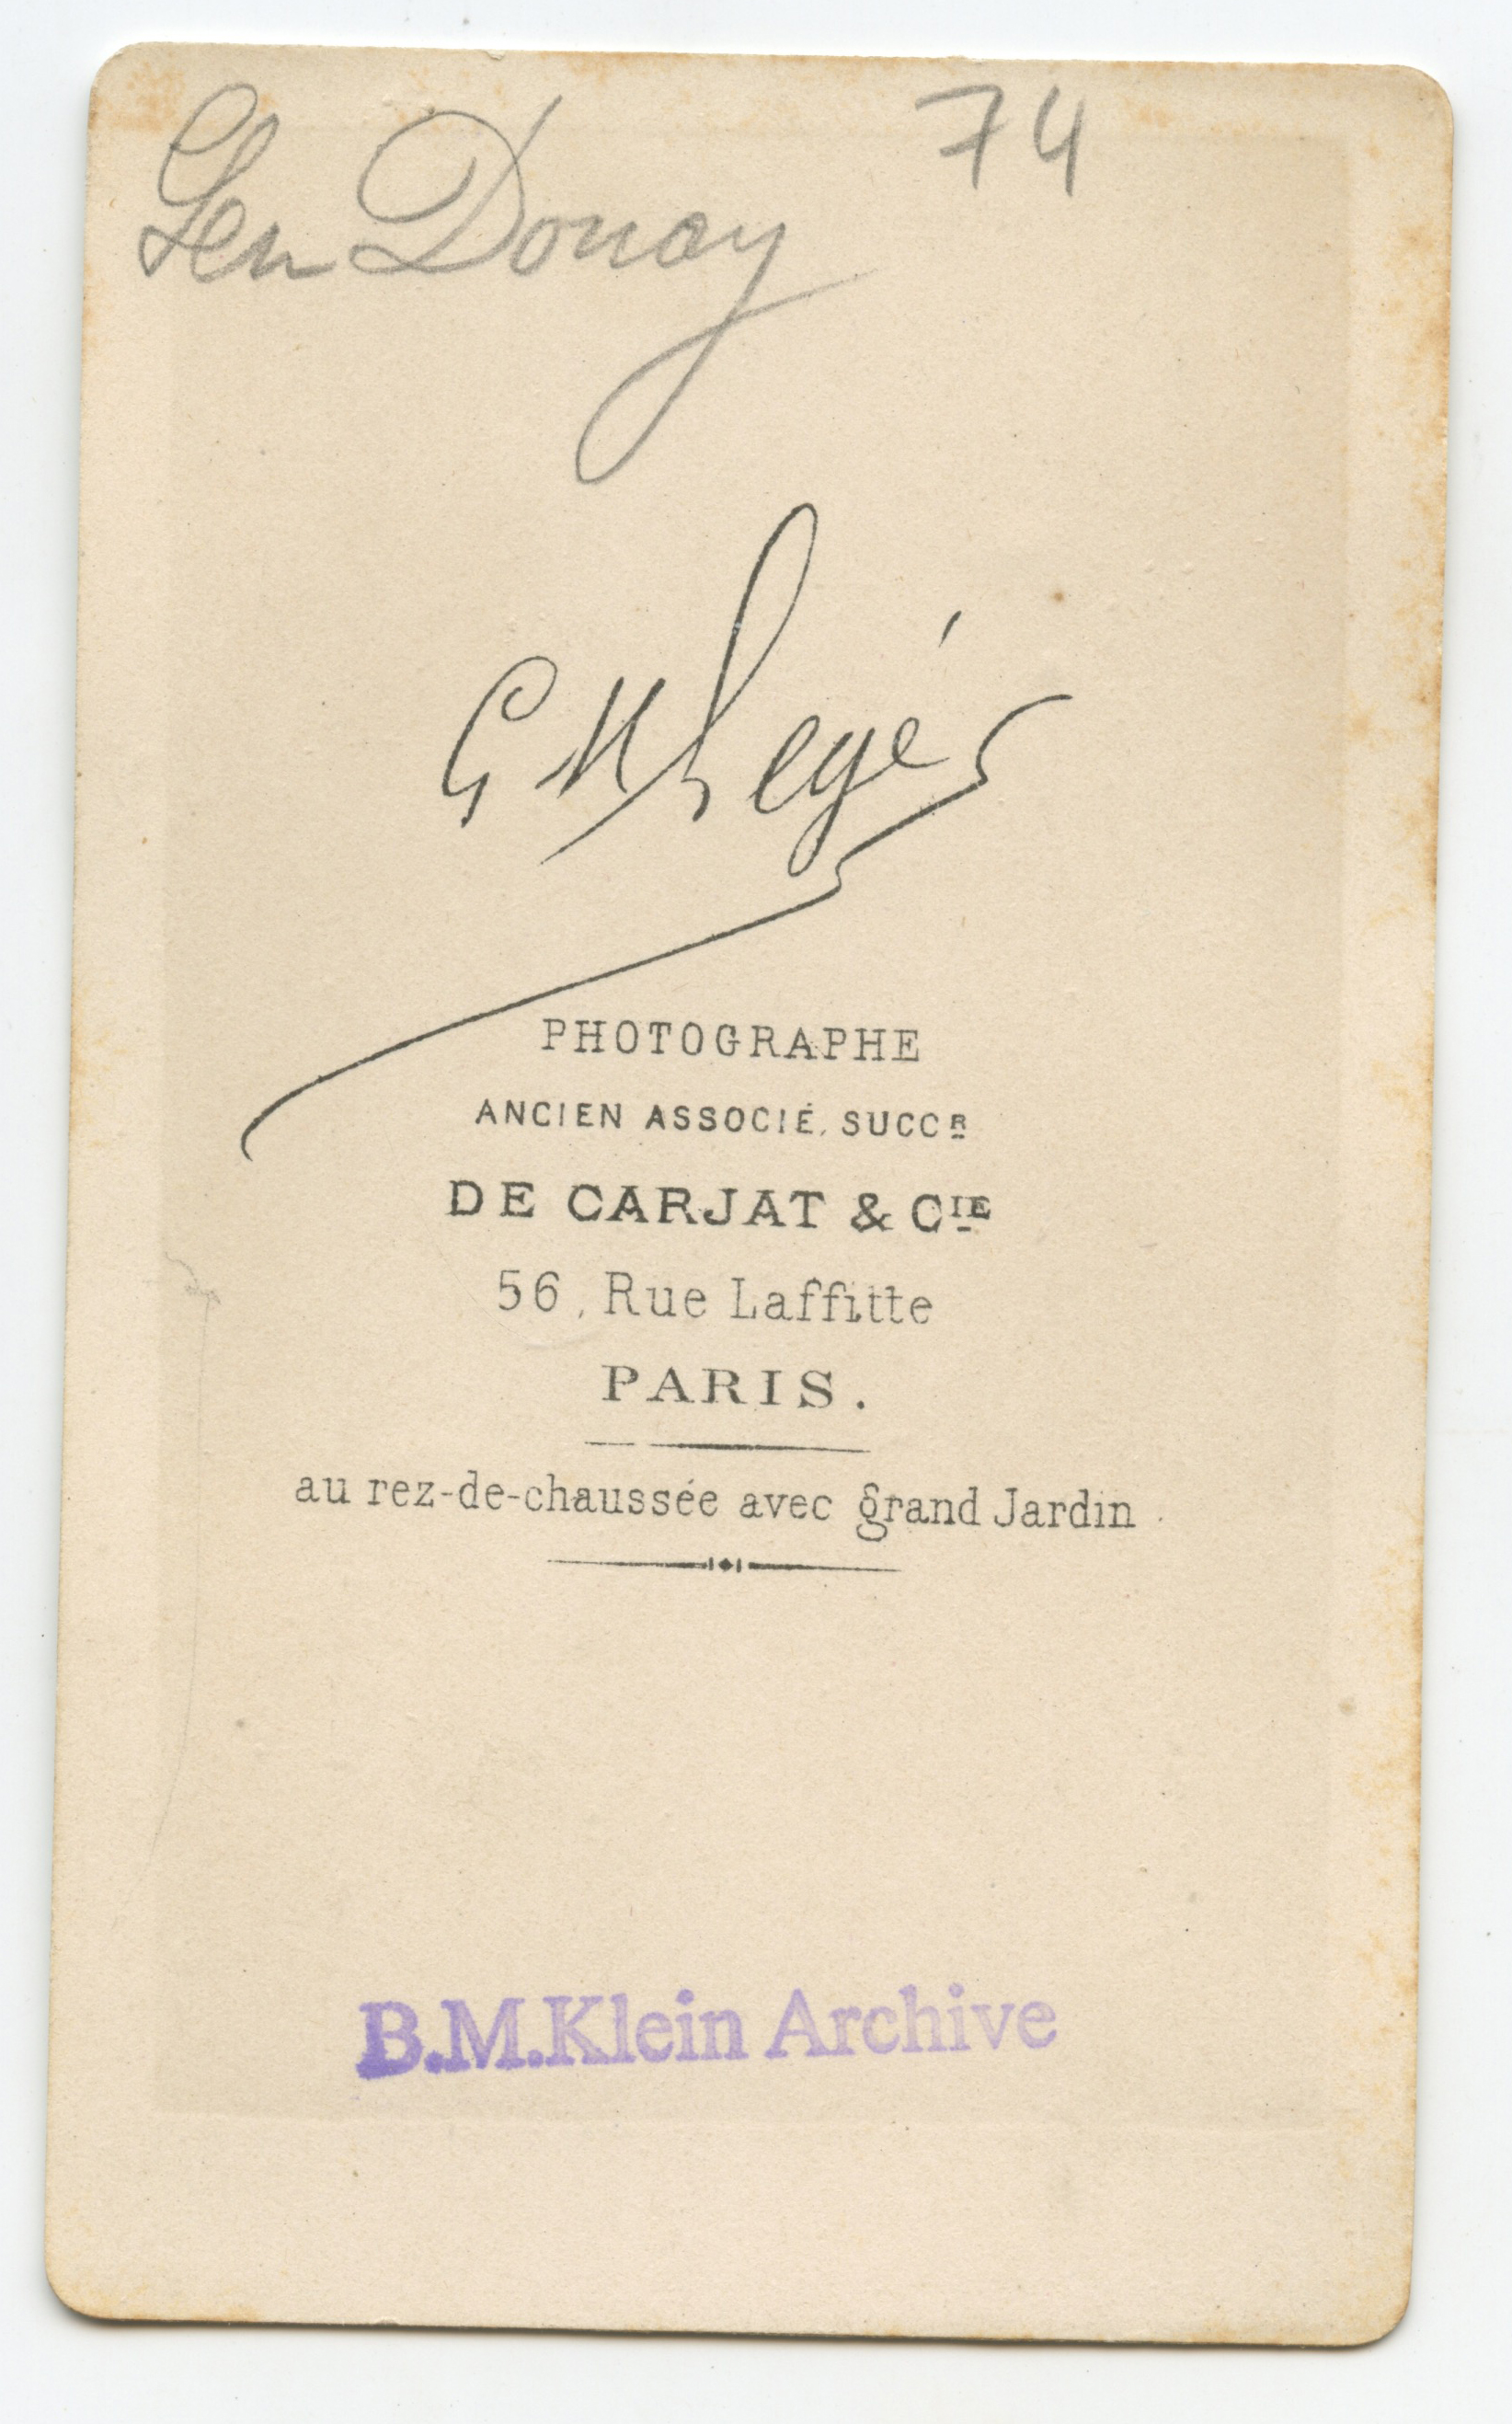 Gen Douay
74
G M Legé
PHOTOGRAPHE
ANCIEN ASSOCIÉ, SUCCR
DE CARJAT & CIE
56, Rue Laffitte
PARIS.
au rez-de-chaussée avec grand Jardin
B.M.Klein Archive